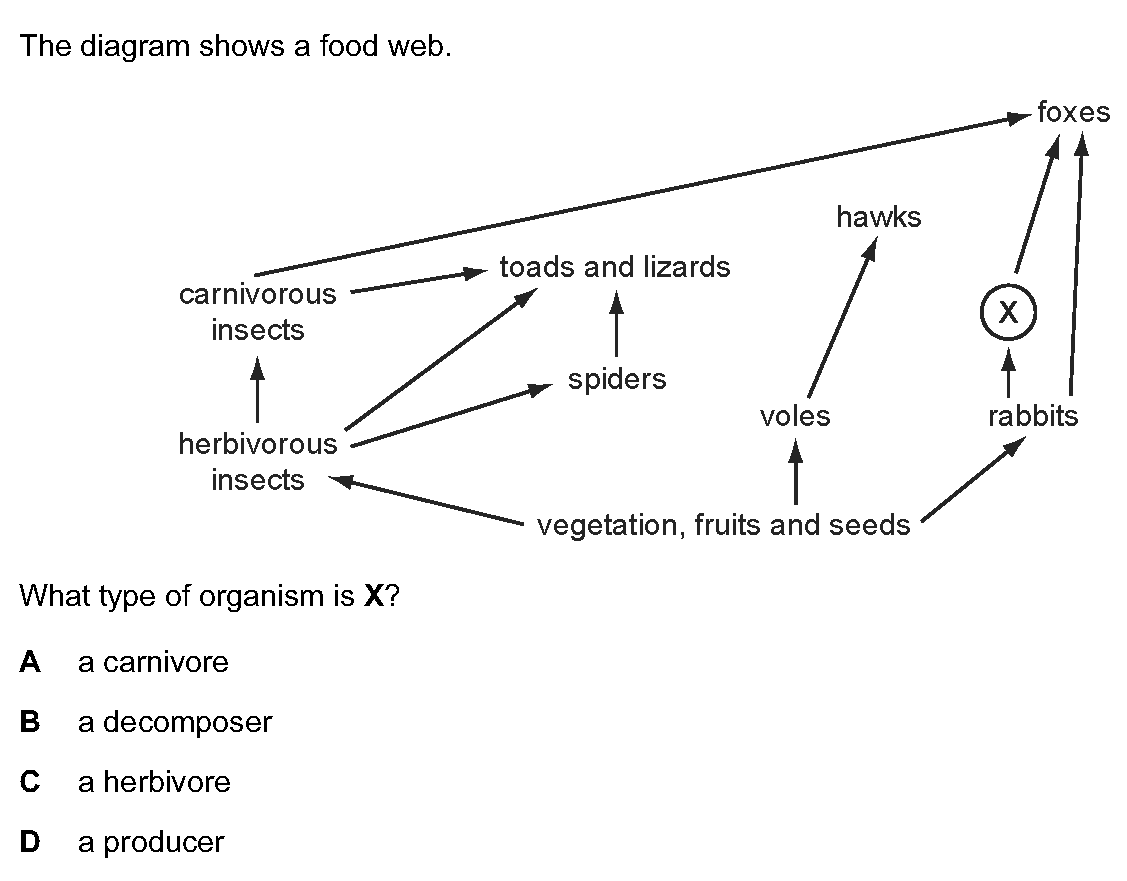 The diagram shows a food web.
foxes
hawks
toads and lizards
carnivorous
insects
X
spiders
voles
rabbits
herbivorous
insects
vegetation, fruits and seeds
What type of organism is X?
A a carnivore
B a decomposer
C a herbivore
D a producer